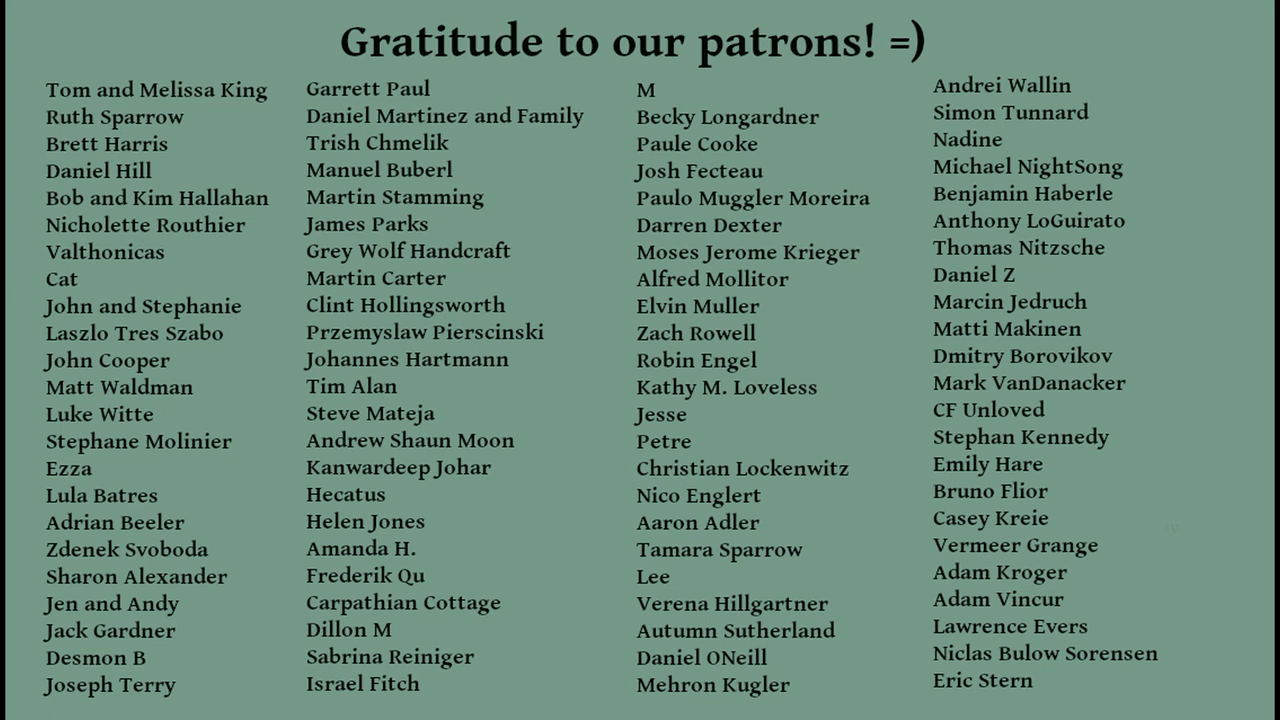 Gratitude to our patrons! =)
Tom and Melissa King
Ruth Sparrow
Brett Harris
Daniel Hill
Bob and Kim Hallahan
Nicholette Routhier
Valthonicas
Cat
John and Stephanie
Laszlo Tres Szabo
John Cooper
Matt Waldman
Luke Witte
Stephane Molinier
Ezza
Lula Batres
Adrian Beeler
Zdenek Svoboda
Sharon Alexander
Jen and Andy
Jack Gardner
Desmon B
Joseph Terry
Garrett Paul
Daniel Martinez and Family
Trish Chmelik
Manuel Buberl
Martin Stamming
James Parks
Grey Wolf Handcraft
Martin Carter
Clint Hollingsworth
Przemyslaw Pierscinski
Johannes Hartmann
Tim Alan
Steve Mateja
Andrew Shaun Moon
Kanwardeep Johar
Hecatus
Helen Jones
Amanda H.
Frederik Qu
Carpathian Cottage
Dillon M
Sabrina Reiniger
Israel Fitch
M
Becky Longardner
Paule Cooke
Josh Fecteau
Paulo Muggler Moreira
Darren Dexter
Moses Jerome Krieger
Alfred Mollitor
Elvin Muller
Zach Rowell
Robin Engel
Kathy M. Loveless
Jesse
Petre
Christian Lockenwitz
Nico Englert
Aaron Adler
Tamara Sparrow
Lee
Verena Hillgartner
Autumn Sutherland
Daniel ONeill
Mehron Kugler
Andrei Wallin
Simon Tunnard
Nadine
Michael NightSong
Benjamin Haberle
Anthony LoGuirato
Thomas Nitzsche
Daniel Z
Marcin Jedruch
Matti Makinen
Dmitry Borovikov
Mark VanDanacker
CF Unloved
Stephan Kennedy
Emily Hare
Bruno Flior
Casey Kreie
Vermeer Grange
Adam Kroger
Adam Vincur
Lawrence Evers
Niclas Bulow Sorensen
Eric Stern